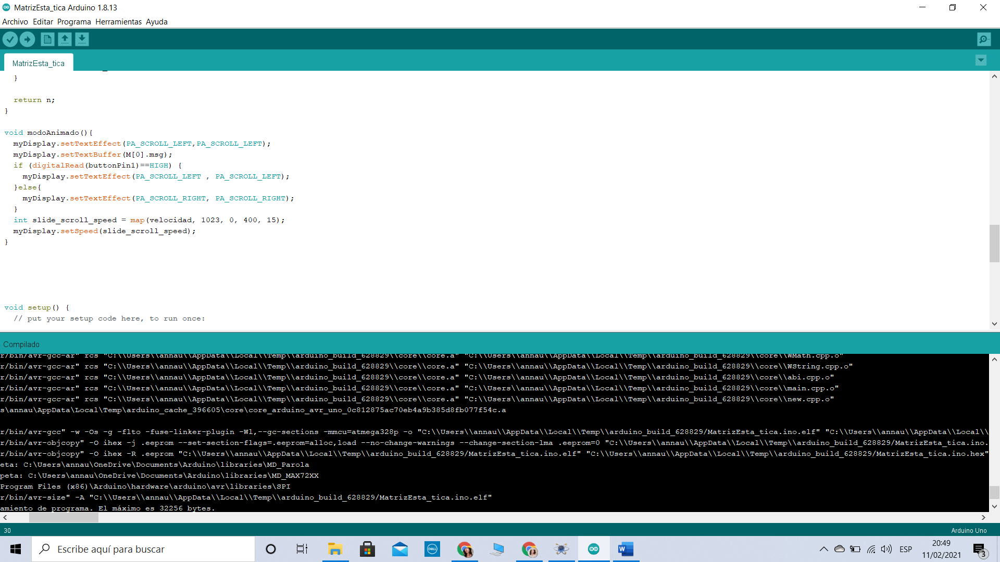 MatrizEsta_tica Arduino 1.8.13
Archivo Editar Programa Herramientas Ayuda
MatrizEsta_tica
}
return n;
}
void modoAnimado(){
myDisplay.setTextEffect(PA_SCROLL_LEFT,PA_SCROLL_LEFT);
myDisplay.setTextBuffer(M[0].msg);
if (digitalRead(buttonPin1)==HIGH) {
myDisplay.setTextEffect(PA_SCROLL_LEFT , PA_SCROLL_LEFT);
}else{
myDisplay.setTextEffect(PA_SCROLL_RIGHT, PA_SCROLL_RIGHT);
}
int slide_scroll_speed = map(velocidad, 1023, 0, 400, 15);
myDisplay.setSpeed(slide_scroll_speed);
}
void setup() {
// put your setup code here, to run once:
Compilado
r/bin/avr-gcc-ar" rcs "C:\\Users\\annau\\AppData\\Local\\Temp\\arduino_build_628829\\core\\core.a" "C:\\Users\\annau\\AppData\\Local\\Temp\\arduino_build_628829\\core\\WMath.cpp.o"
r/bin/avr-gcc-ar" rcs "C:\\Users\\annau\\AppData\\Local\\Temp\\arduino_build_628829\\core\\core.a" "C:\\Users\\annau\\AppData\\Local\\Temp\\arduino_build_628829\\core\\WString.cpp.o"
r/bin/avr-gcc-ar" rcs "C:\\Users\\annau\\AppData\\Local\\Temp\\arduino_build_628829\\core\\core.a" "C:\\Users\\annau\\AppData\\Local\\Temp\\arduino_build_628829\\core\\abi.cpp.o"
r/bin/avr-gcc-ar" rcs "C:\\Users\\annau\\AppData\\Local\\Temp\\arduino_build_628829\\core\\core.a" "C:\\Users\\annau\\AppData\\Local\\Temp\\arduino_build_628829\\core\\main.cpp.o"
r/bin/avr-gcc-ar" rcs "C:\\Users\\annau\\AppData\\Local\\Temp\\arduino_build_628829\\core\\core.a" "C:\\Users\\annau\\AppData\\Local\\Temp\\arduino_build_628829\\core\\new.cpp.o"
s\annau\AppData\Local\Temp\arduino_cache_396605\core\core_arduino_avr_uno_0c812875ac70eb4a9b385d8fb077f54c.a
r/bin/avr-gcc" -w -Os -g -flto -fuse-linker-plugin -Wl,--gc-sections -mmcu=atmega328p -o "C:\\Users\\annau\\AppData\\Local\\Temp\\arduino_build_628829/MatrizEsta_tica.ino.elf" "C:\\Users\\annau\\AppData\\Local\\
r/bin/avr-objcopy" -O ihex -j .eeprom --set-section-flags=.eeprom=alloc,load --no-change-warnings --change-section-lma .eeprom=0 "C:\\Users\\annau\\AppData\\Local\\Temp\\arduino_build_628829/MatrizEsta_tica.ino.
r/bin/avr-objcopy" -O ihex -R .eeprom "C:\\Users\\annau\\AppData\\Local\\Temp\\arduino_build_628829/MatrizEsta_tica.ino.elf" "C:\\Users\\annau\\AppData\\Local\\Temp\\arduino_build_628829/MatrizEsta_tica.ino.hex"
eta: C:\Users\annau\OneDrive\Documents\Arduino\libraries\MD_Parola
peta: C:\Users\annau\OneDrive\Documents\Arduino\libraries\MD_MAX72XX
Program Files (x86)\Arduino\hardware\arduino\avr\libraries\SPI
r/bin/avr-size" -A "C:\\Users\\annau\\AppData\\Local\\Temp\\arduino_build_628829/MatrizEsta_tica.ino.elf"
amiento de programa. El máximo es 32256 bytes.
30
Arduino Uno
Escribe aquí para buscar
DELL
W
ESP
20:49
11/02/2021
3